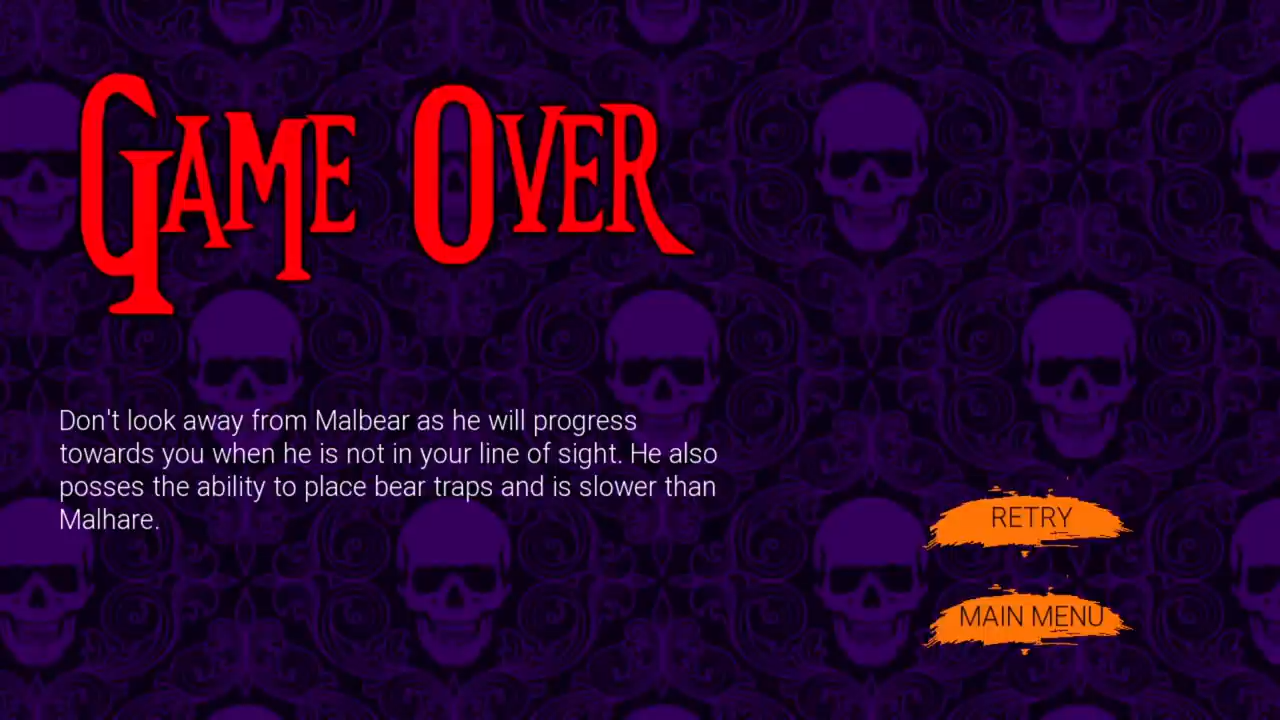 GAME OVER
Don't look away from Malbear as he will progress
towards you when he is not in your line of sight. He also
posses the ability to place bear traps and is slower than
Malhare.
RETRY
MAIN MENU